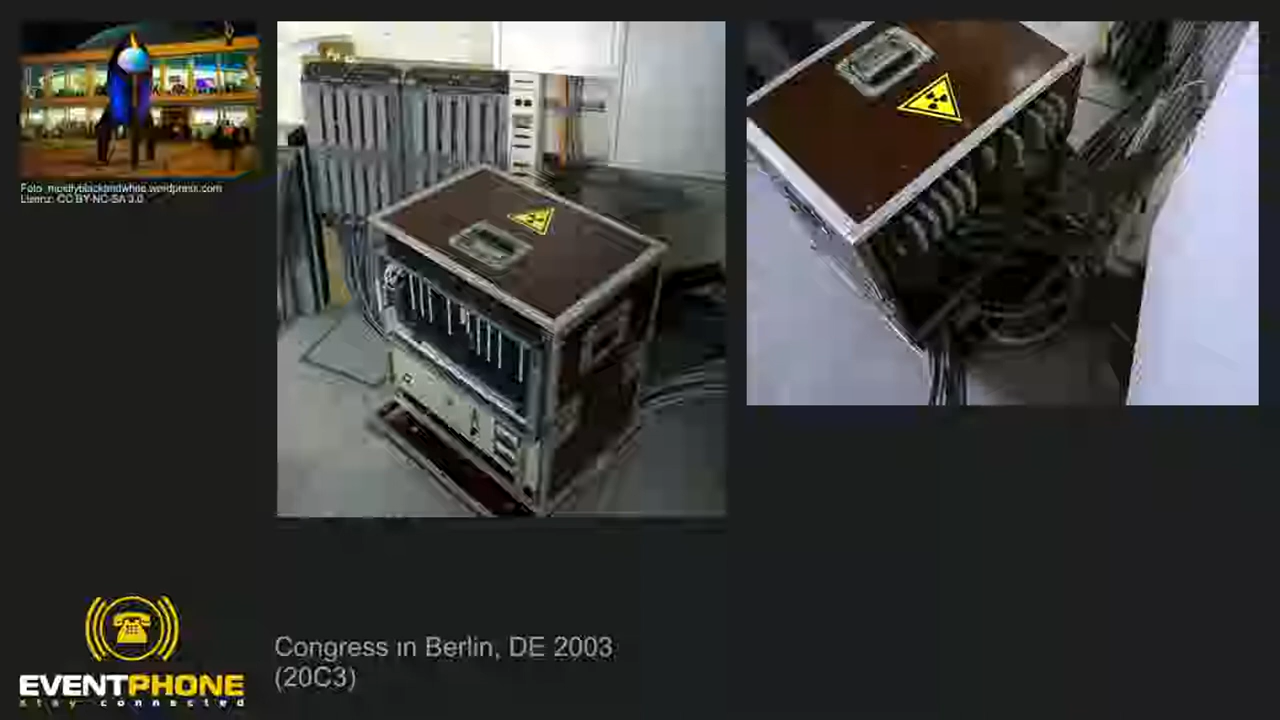 Foto: mostlyblackandwhite.wordpress.com
Lizenz: CC BY-NC-SA 3.0
Congress in Berlin, DE 2003
(20C3)
EVENTPHONE
stay connected